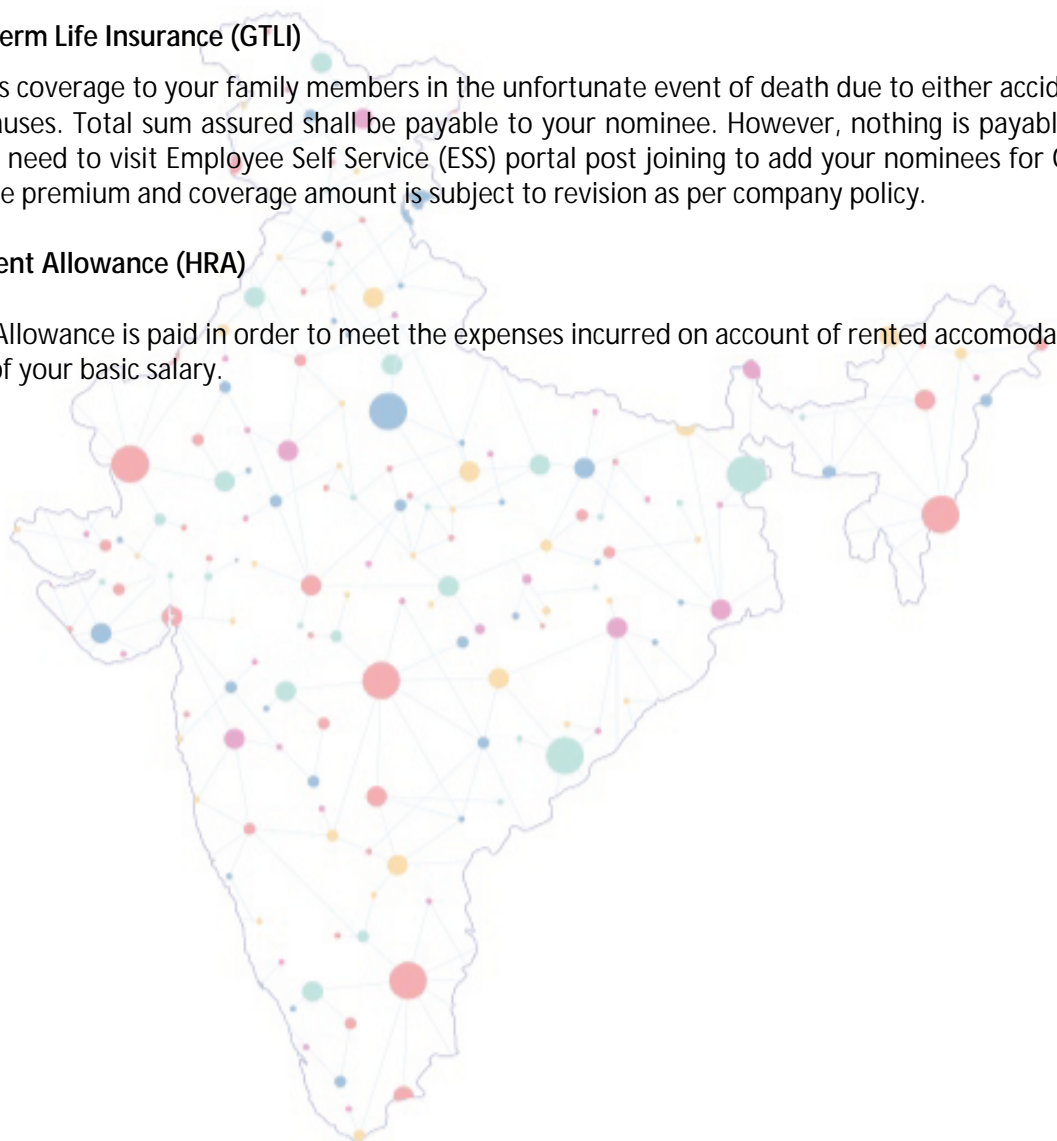 erm Life Insurance (GTLI)
s coverage to your family members in the unfortunate event of death due to either accid
auses. Total sum assured shall be payable to your nominee. However, nothing is payabl
need to visit Employee Self Service (ESS) portal post joining to add your nominees for
e premium and coverage amount is subject to revision as per company policy.
ent Allowance (HRA)
Allowance is paid in order to meet the expenses incurred on account of rented accomoda
of your basic salary.